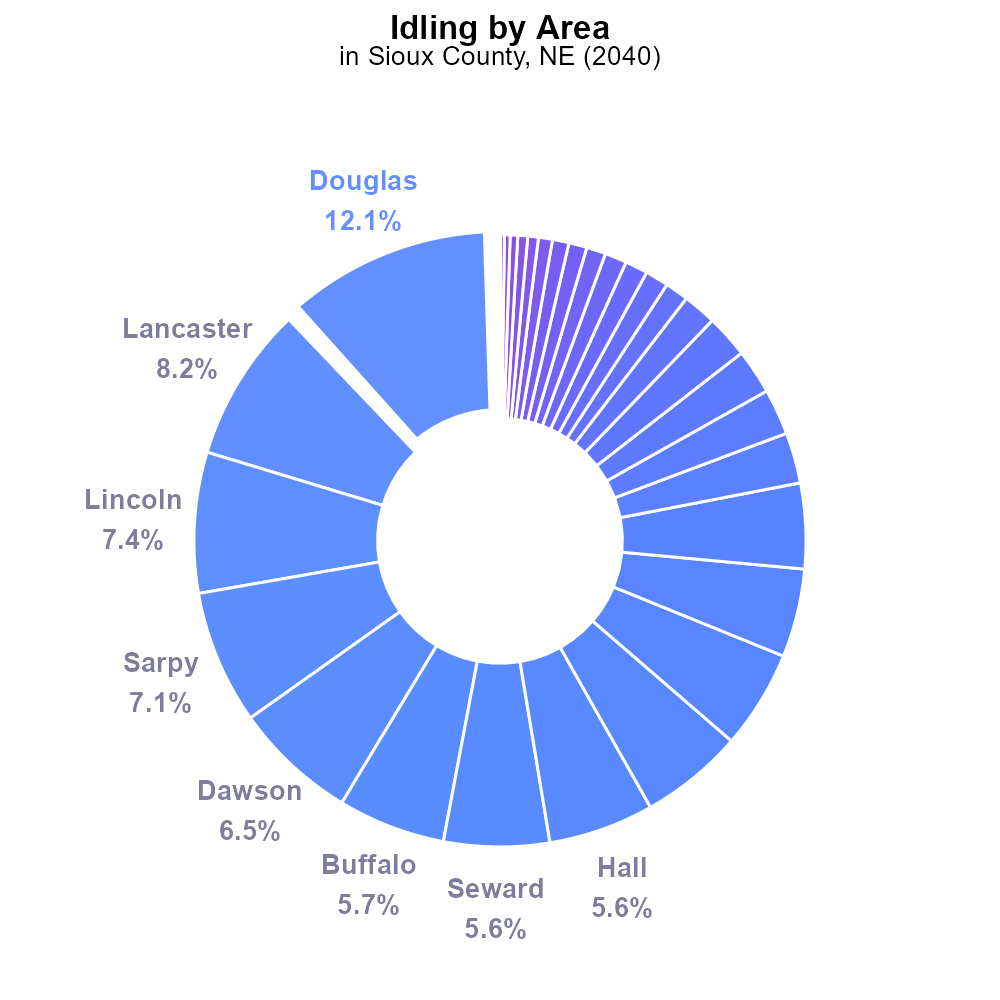 Idling by Area
in Sioux County, NE (2040)
Douglas
12.1%
Lancaster
8.2%
Lincoln
7.4%
Sarpy
7.1%
Dawson
6.5%
Buffalo
5.7%
Seward
5.6%
Hall
5.6%